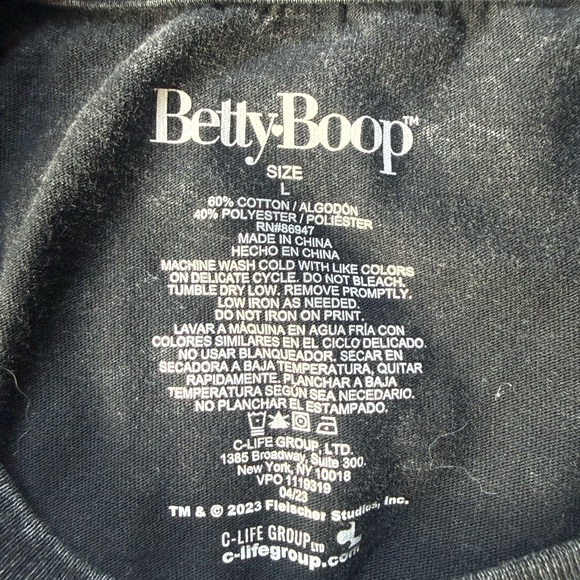 Betty·Boop™
SIZE
L
60% COTTON / ALGODÓN
40% POLYESTER / POLIÉSTER
RN#86947
MADE IN CHINA
HECHO EN CHINA
MACHINE WASH COLD WITH LIKE COLORS
ON DELICATE CYCLE. DO NOT BLEACH.
TUMBLE DRY LOW. REMOVE PROMPTLY.
LOW IRON AS NEEDED.
DO NOT IRON ON PRINT.
LAVAR A MÁQUINA EN AGUA FRÍA CON
COLORES SIMILARES EN EL CICLO DELICADO.
NO USAR BLANQUEADOR. SECAR EN
SECADORA A BAJA TEMPERATURA, QUITAR
RAPIDAMENTE. PLANCHAR A BAJA
TEMPERATURA SEGÚN SEA NECESARIO.
NO PLANCHAR EL ESTAMPADO.
C-LIFE GROUP, LTD.
1385 Broadway, Suite 300.
New York, NY 10018
VPO 1119319
04/23
TM & © 2023 Fleischer Studios, Inc.
C-LIFE GROUP LTD
c-lifegroup.com